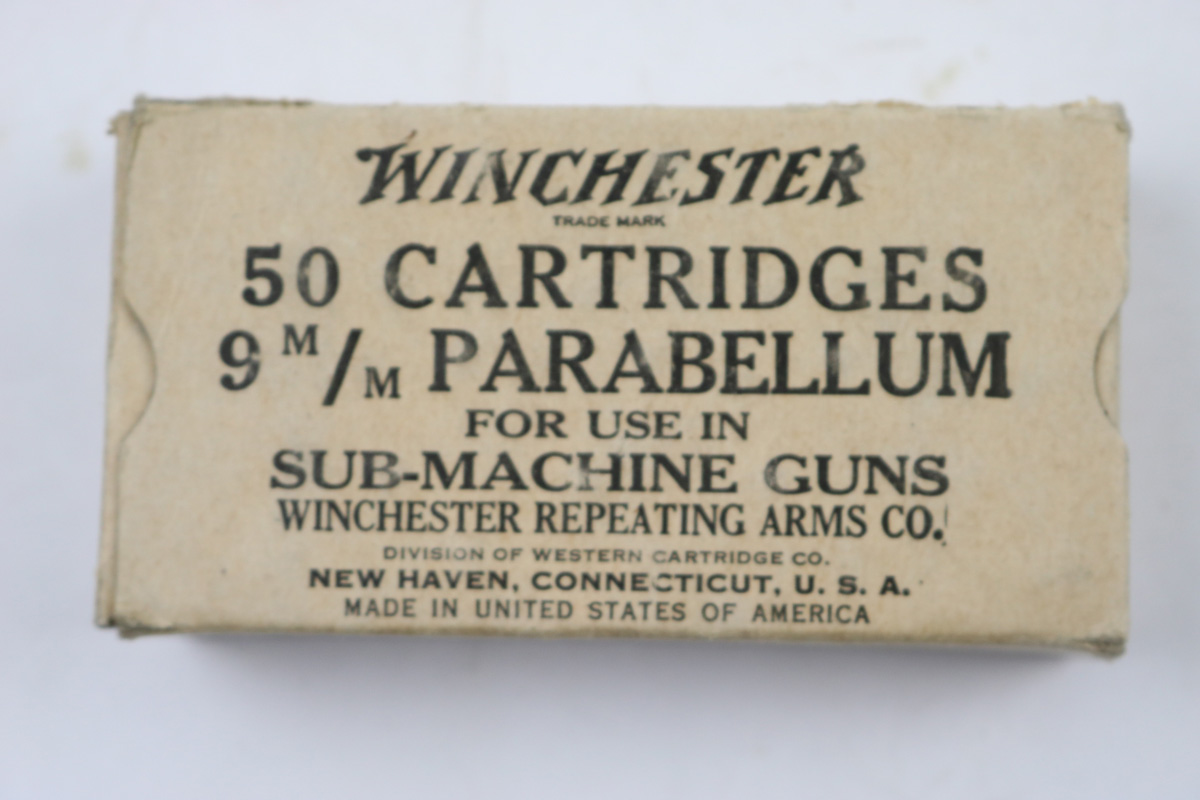 WINCHESTER
TRADE MARK
50 CARTRIDGES
9 M/M PARABELLUM
FOR USE IN
SUB-MACHINE GUNS
WINCHESTER REPEATING ARMS CO.
DIVISION OF WESTERN CARTRIDGE CO.
NEW HAVEN, CONNECTICUT, U. S. A.
MADE IN UNITED STATES OF AMERICA